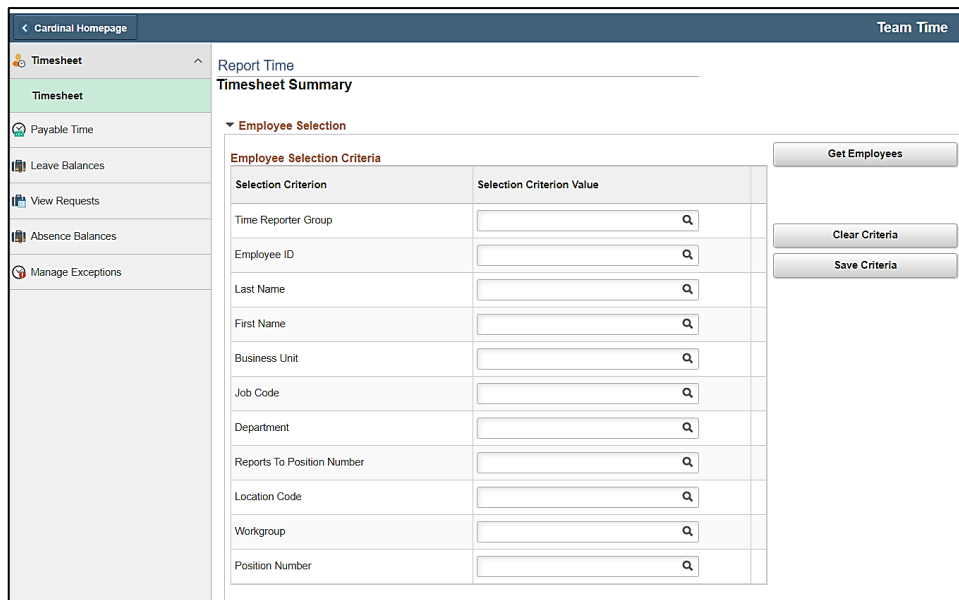 Cardinal Homepage
Team Time
Timesheet
Timesheet
Payable Time
Leave Balances
View Requests
Absence Balances
Manage Exceptions
Report Time
Timesheet Summary
Employee Selection
Employee Selection Criteria
Get Employees
Selection Criterion Selection Criterion Value
Time Reporter Group
Clear Criteria
Employee ID
Save Criteria
Last Name
First Name
Business Unit
Job Code
Department
Reports To Position Number
Location Code
Workgroup
Position Number